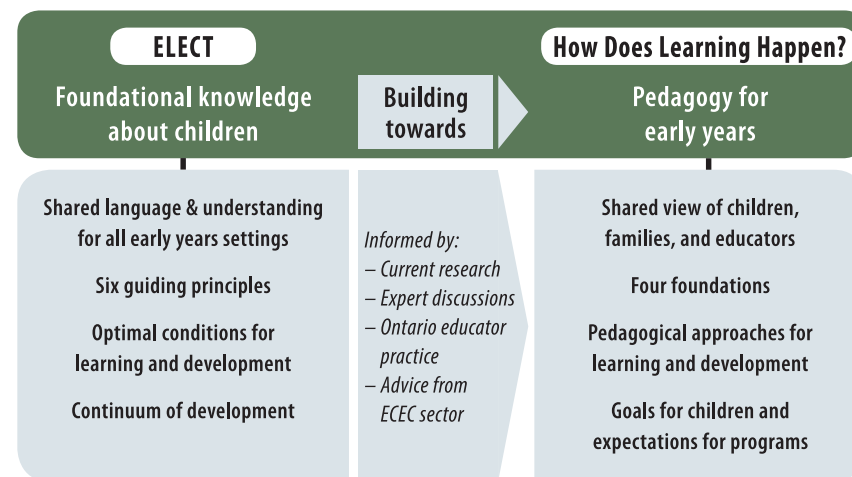 ELECT
Foundational knowledge
about children
Building
towards
How Does Learning Happen?
Pedagogy for
early years
Shared language & understanding
for all early years settings
Six guiding principles
Optimal conditions for
learning and development
Continuum of development
Informed by:
– Current research
– Expert discussions
– Ontario educator
practice
– Advice from
ECEC sector
Shared view of children,
families, and educators
Four foundations
Pedagogical approaches for
learning and development
Goals for children and
expectations for programs